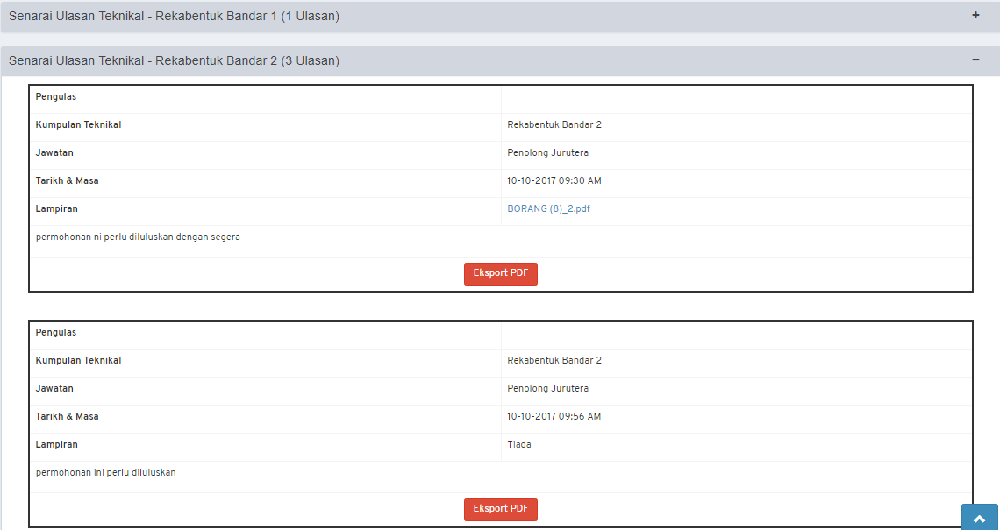 Senarai Ulasan Teknikal - Rekabentuk Bandar 1 (1 Ulasan) +
Senarai Ulasan Teknikal - Rekabentuk Bandar 2 (3 Ulasan) −
Pengulas
Kumpulan Teknikal Rekabentuk Bandar 2
Jawatan Penolong Jurutera
Tarikh & Masa 10-10-2017 09:30 AM
Lampiran BORANG (8)_2.pdf
permohonan ni perlu diluluskan dengan segera
Eksport PDF
Pengulas
Kumpulan Teknikal Rekabentuk Bandar 2
Jawatan Penolong Jurutera
Tarikh & Masa 10-10-2017 09:56 AM
Lampiran Tiada
permohonan ini perlu diluluskan
Eksport PDF